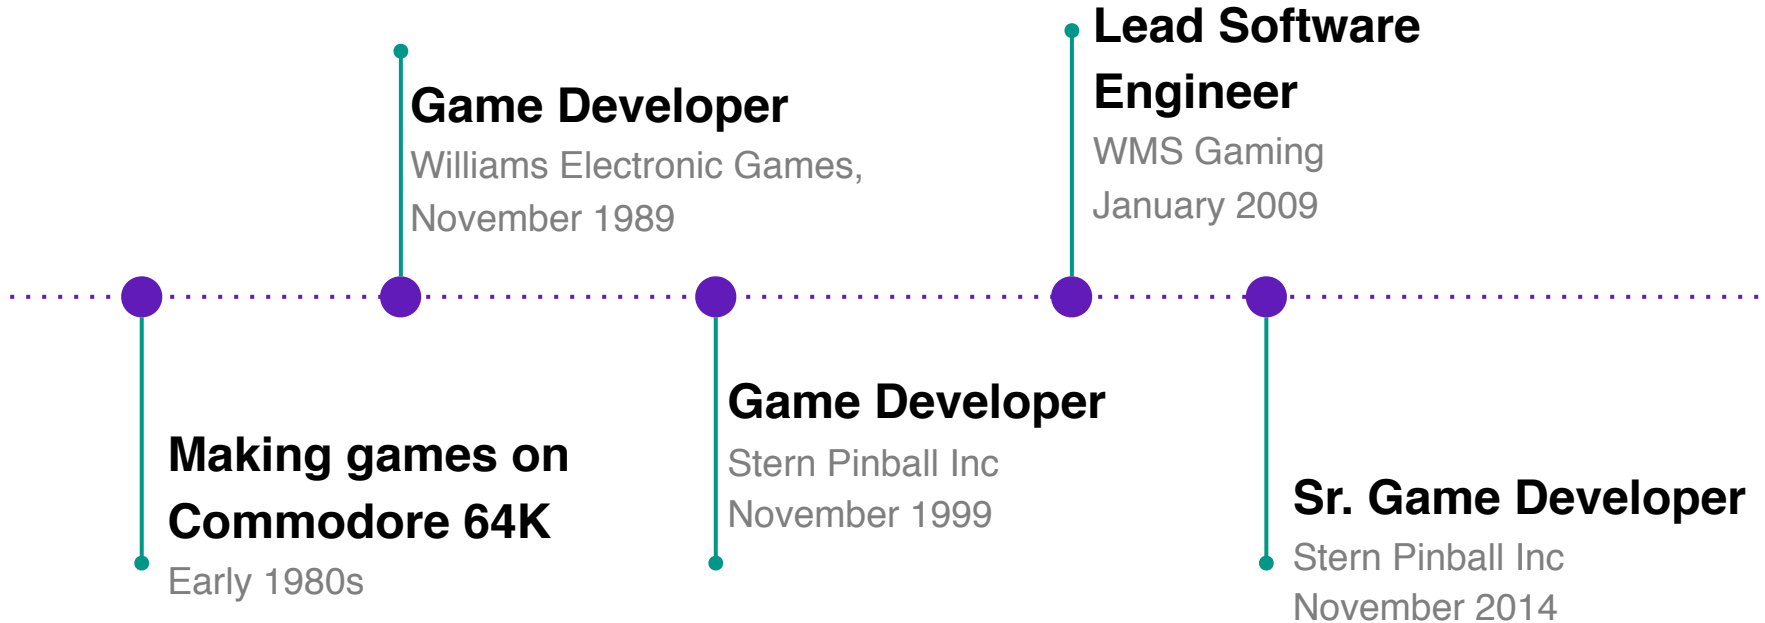 Making games on
Commodore 64K
Early 1980s
Game Developer
Williams Electronic Games,
November 1989
Game Developer
Stern Pinball Inc
November 1999
Lead Software
Engineer
WMS Gaming
January 2009
Sr. Game Developer
Stern Pinball Inc
November 2014